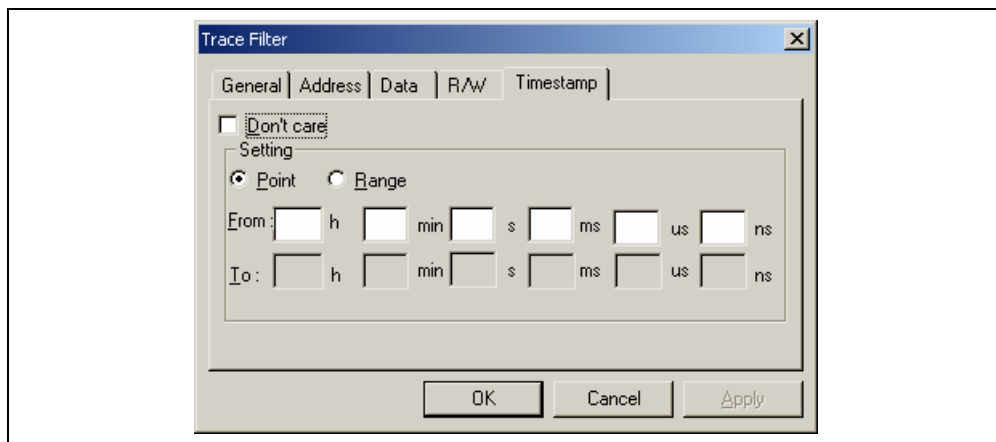 Trace Filter
General Address Data R/W Timestamp
Don't care
Setting
Point Range
From : h min s ms us ns
To : h min s ms us ns
OK Cancel Apply